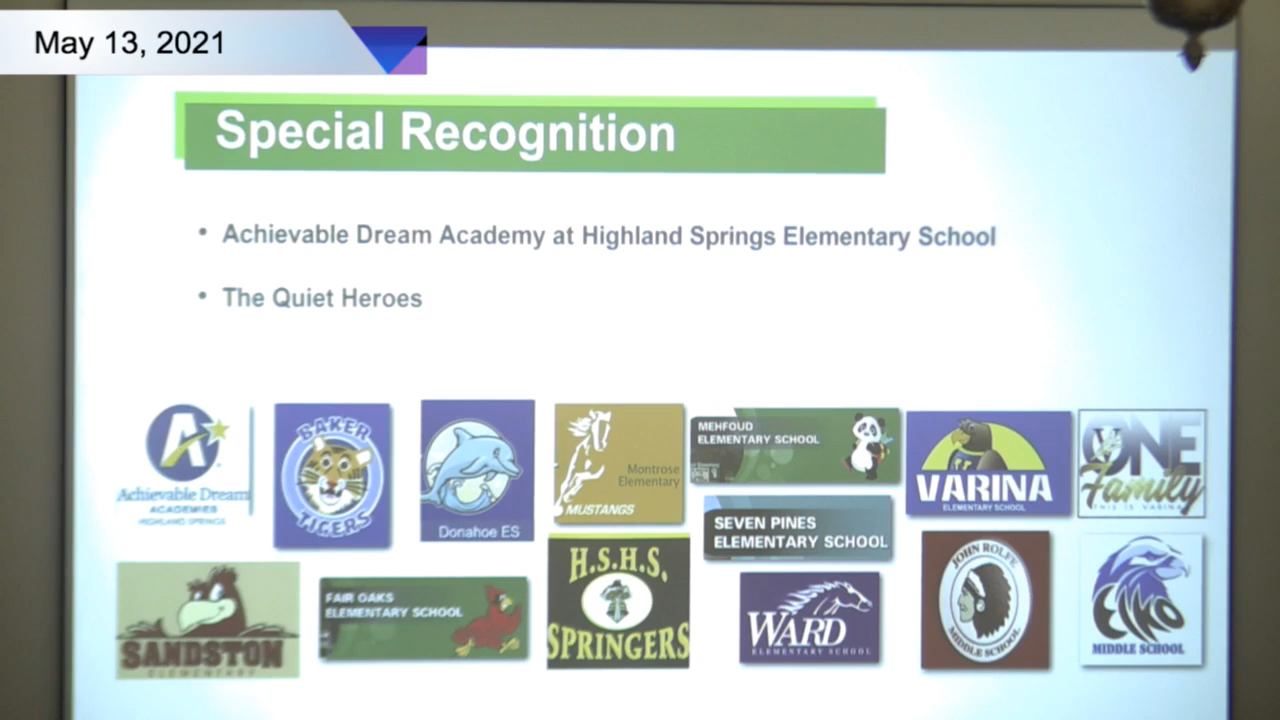 May 13, 2021
Special Recognition
• Achievable Dream Academy at Highland Springs Elementary School
• The Quiet Heroes
Achievable Dream
ACADEMIES
HIGHLAND SPRINGS
BAKER
TIGERS
Donahoe ES
Montrose
Elementary
MUSTANGS
MEHFOUD
ELEMENTARY SCHOOL
SEVEN PINES
ELEMENTARY SCHOOL
VARINA
ELEMENTARY SCHOOL
ONE
Family
THIS IS VARINA
SANDSTON
ELEMENTARY
FAIR OAKS
ELEMENTARY SCHOOL
H.S.H.S.
SPRINGERS
WARD
ELEMENTARY SCHOOL
JOHN ROLFE
MIDDLE SCHOOL
ELKO
MIDDLE SCHOOL